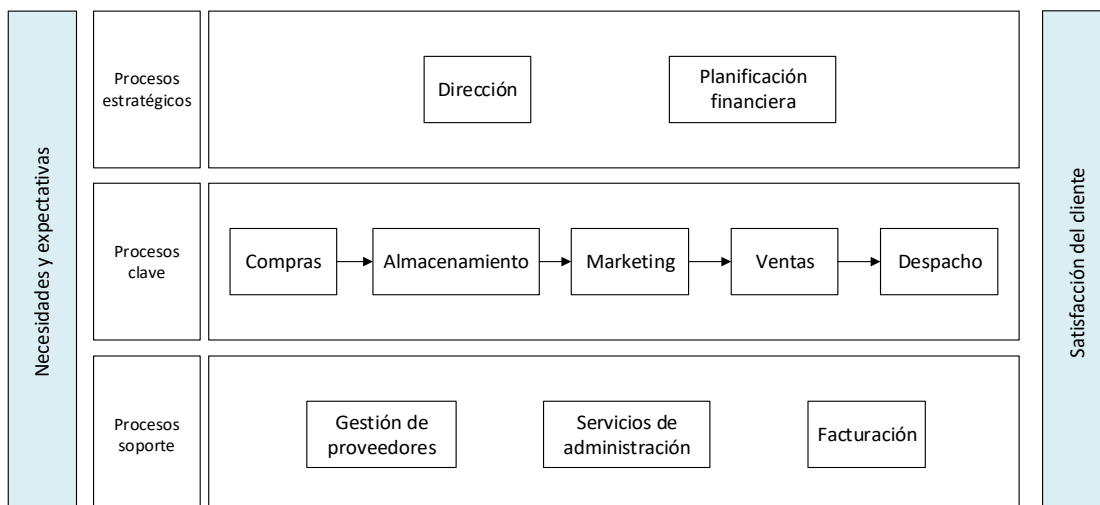 Necesidades y expectativas
Procesos
estratégicos
Dirección
Planificación
financiera
Procesos
clave
Compras
Almacenamiento
Marketing
Ventas
Despacho
Procesos
soporte
Gestión de
proveedores
Servicios de
administración
Facturación
Satisfacción del cliente